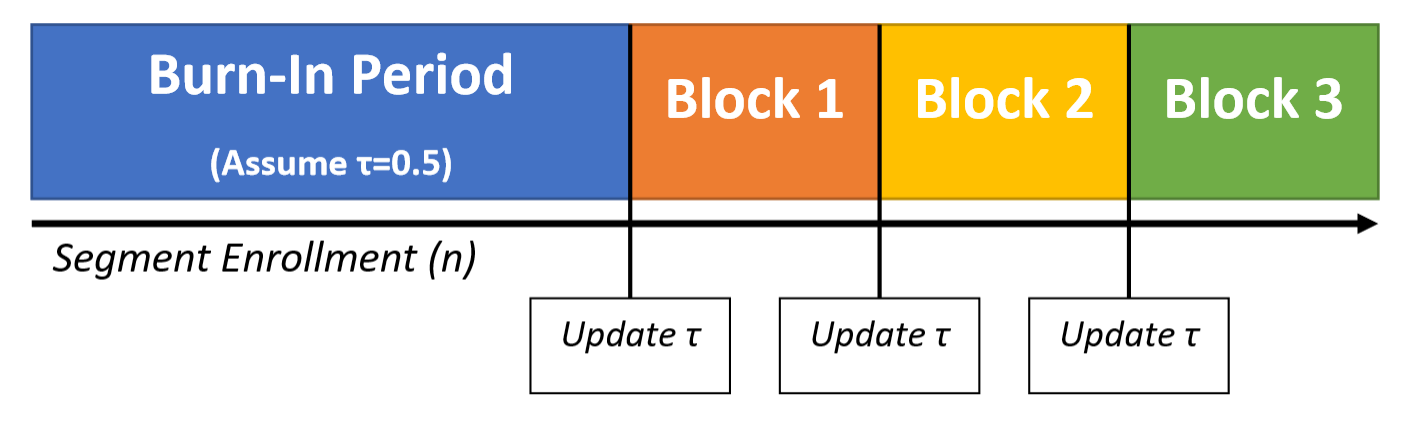 Burn-In Period
(Assume τ=0.5)
Block 1
Block 2
Block 3
Segment Enrollment (n)
Update τ
Update τ
Update τ